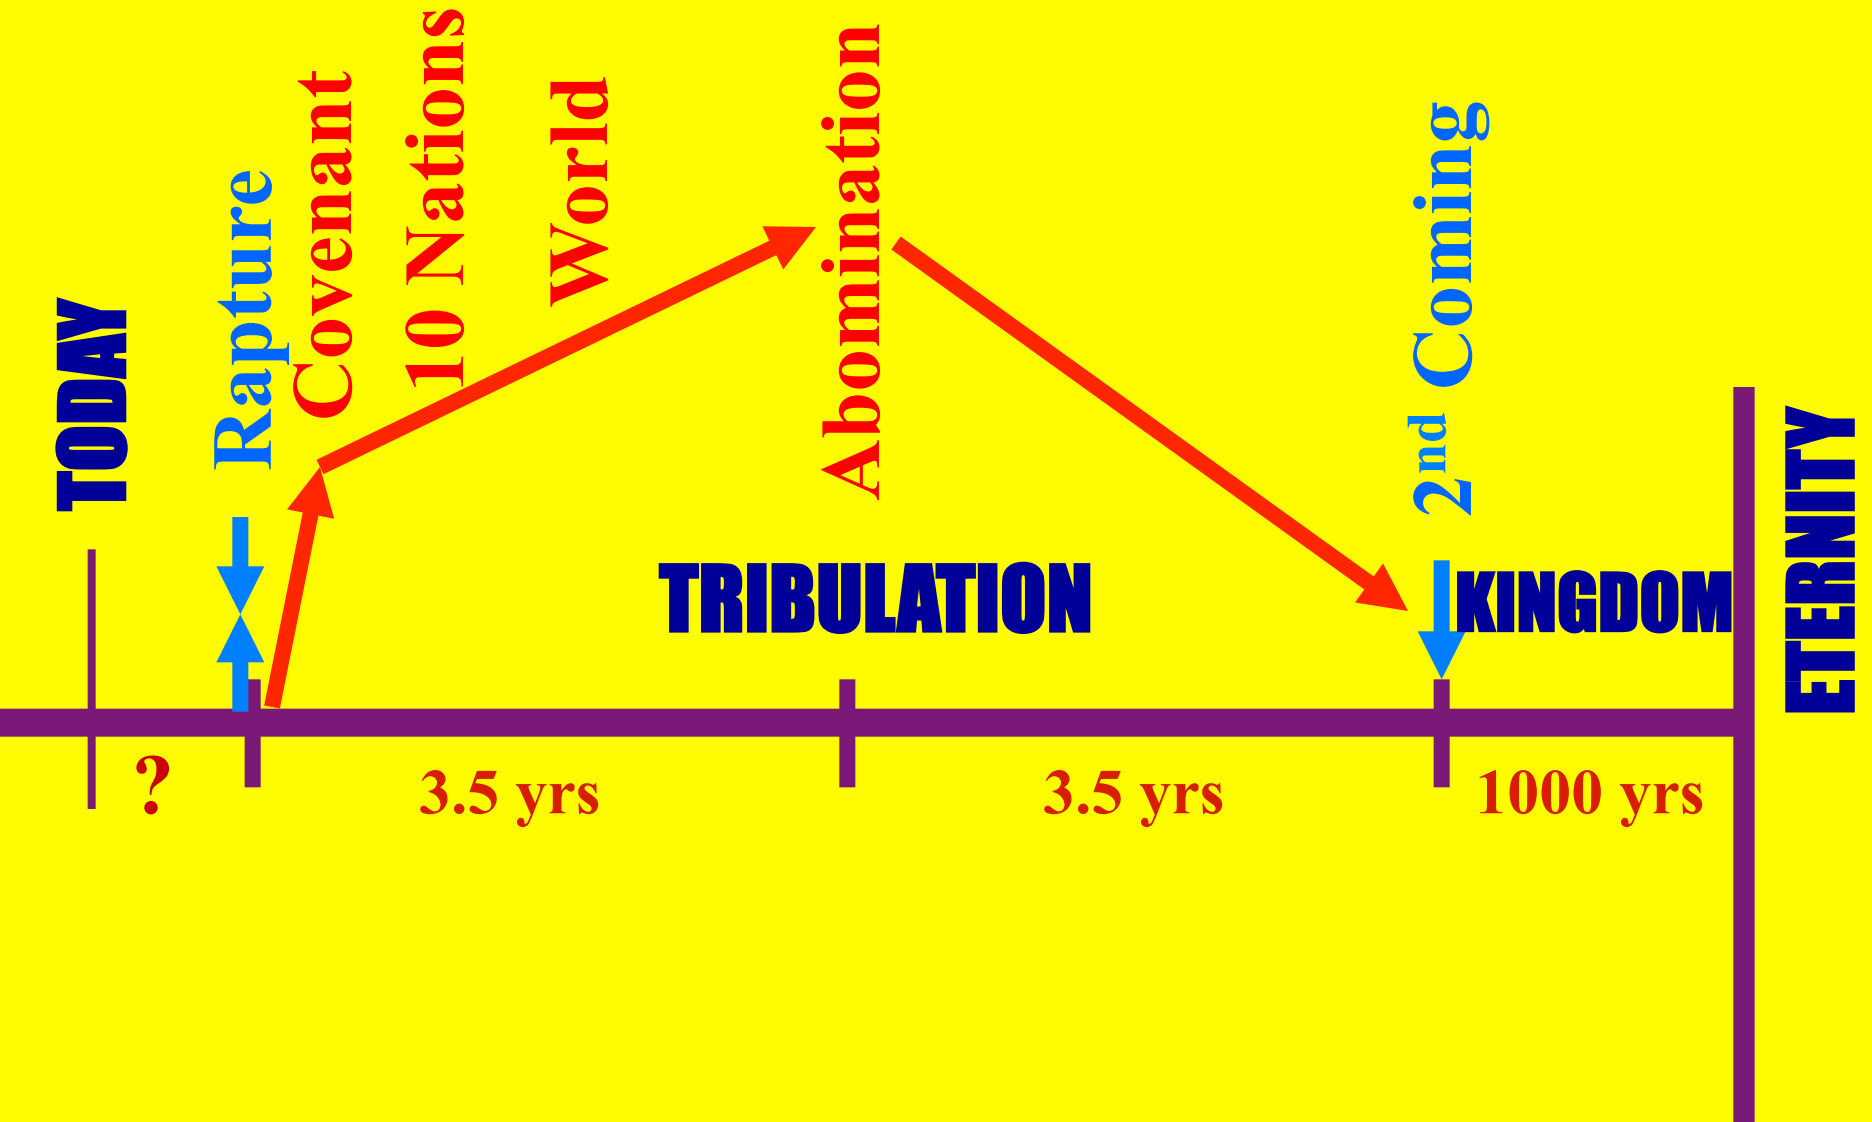 TODAY
Rapture
Covenant
10 Nations
World
Abomination
2nd Coming
TRIBULATION
KINGDOM
ETERNITY
?
3.5 yrs
3.5 yrs
1000 yrs